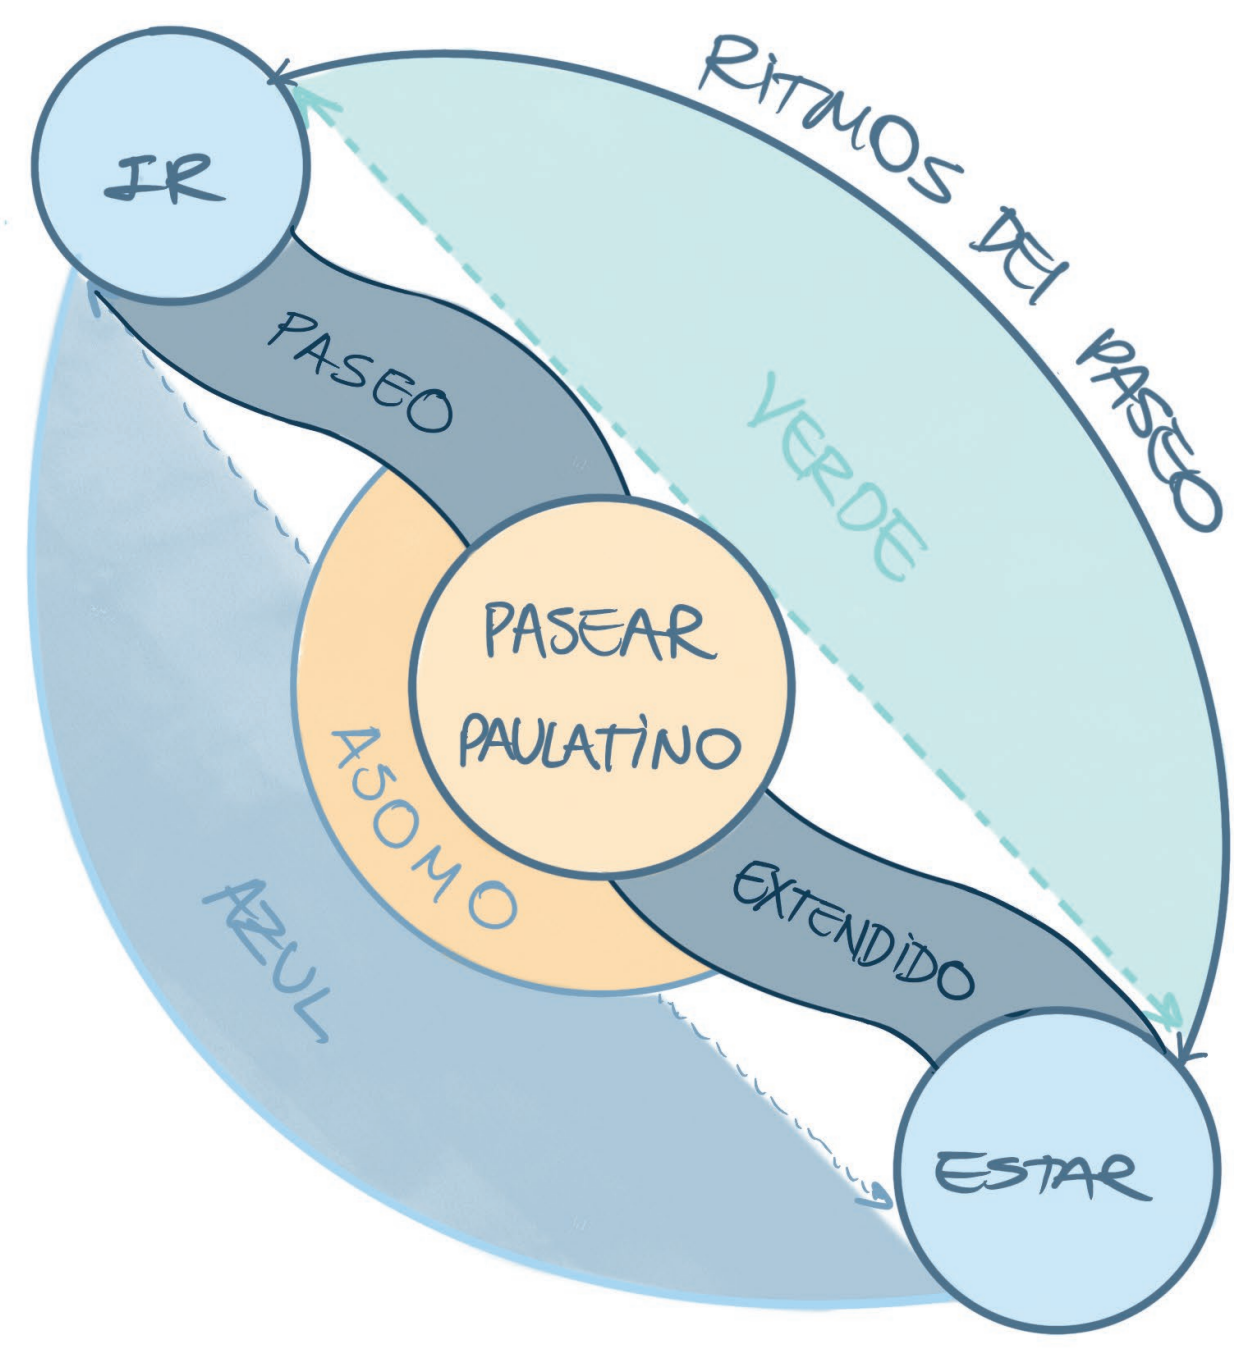 RITMOS DEL PASEO
IR
PASEO
VERDE
PASEAR
PAULATINO
ASOMO
EXTENDIDO
AZUL
ESTAR